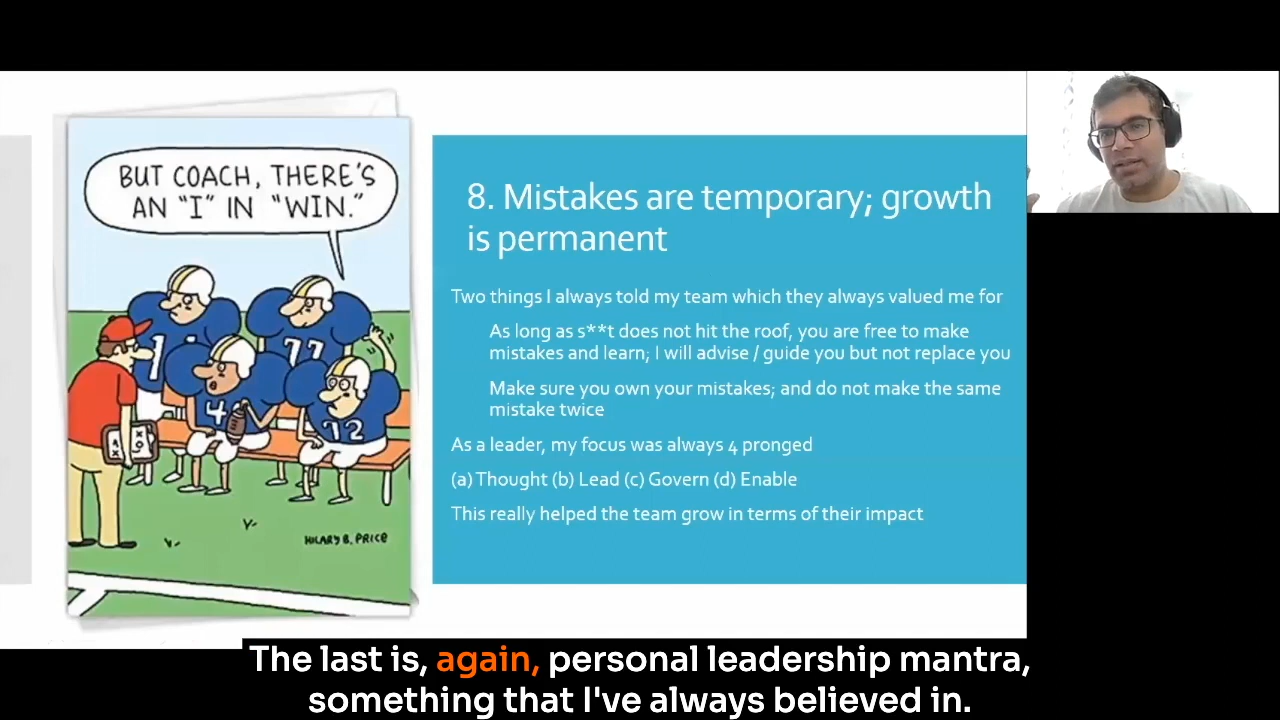 BUT COACH, THERE'S
AN "I" IN "WIN."
1
77
4
72
HILARY B. PRICE
8. Mistakes are temporary; growth
is permanent
Two things I always told my team which they always valued me for
As long as s**t does not hit the roof, you are free to make
mistakes and learn; I will advise / guide you but not replace you
Make sure you own your mistakes; and do not make the same
mistake twice
As a leader, my focus was always 4 pronged
(a) Thought (b) Lead (c) Govern (d) Enable
This really helped the team grow in terms of their impact
The last is, again, personal leadership mantra,
something that I've always believed in.